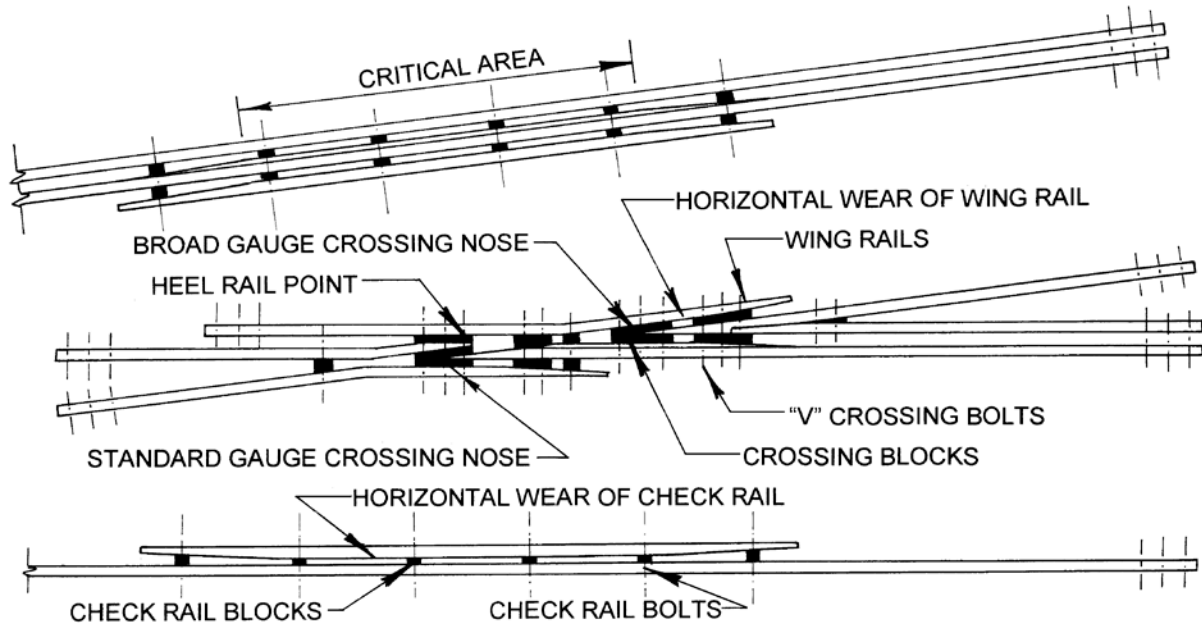 CRITICAL AREA
HORIZONTAL WEAR OF WING RAIL
BROAD GAUGE CROSSING NOSE
WING RAILS
HEEL RAIL POINT
"V" CROSSING BOLTS
STANDARD GAUGE CROSSING NOSE
CROSSING BLOCKS
HORIZONTAL WEAR OF CHECK RAIL
CHECK RAIL BLOCKS
CHECK RAIL BOLTS